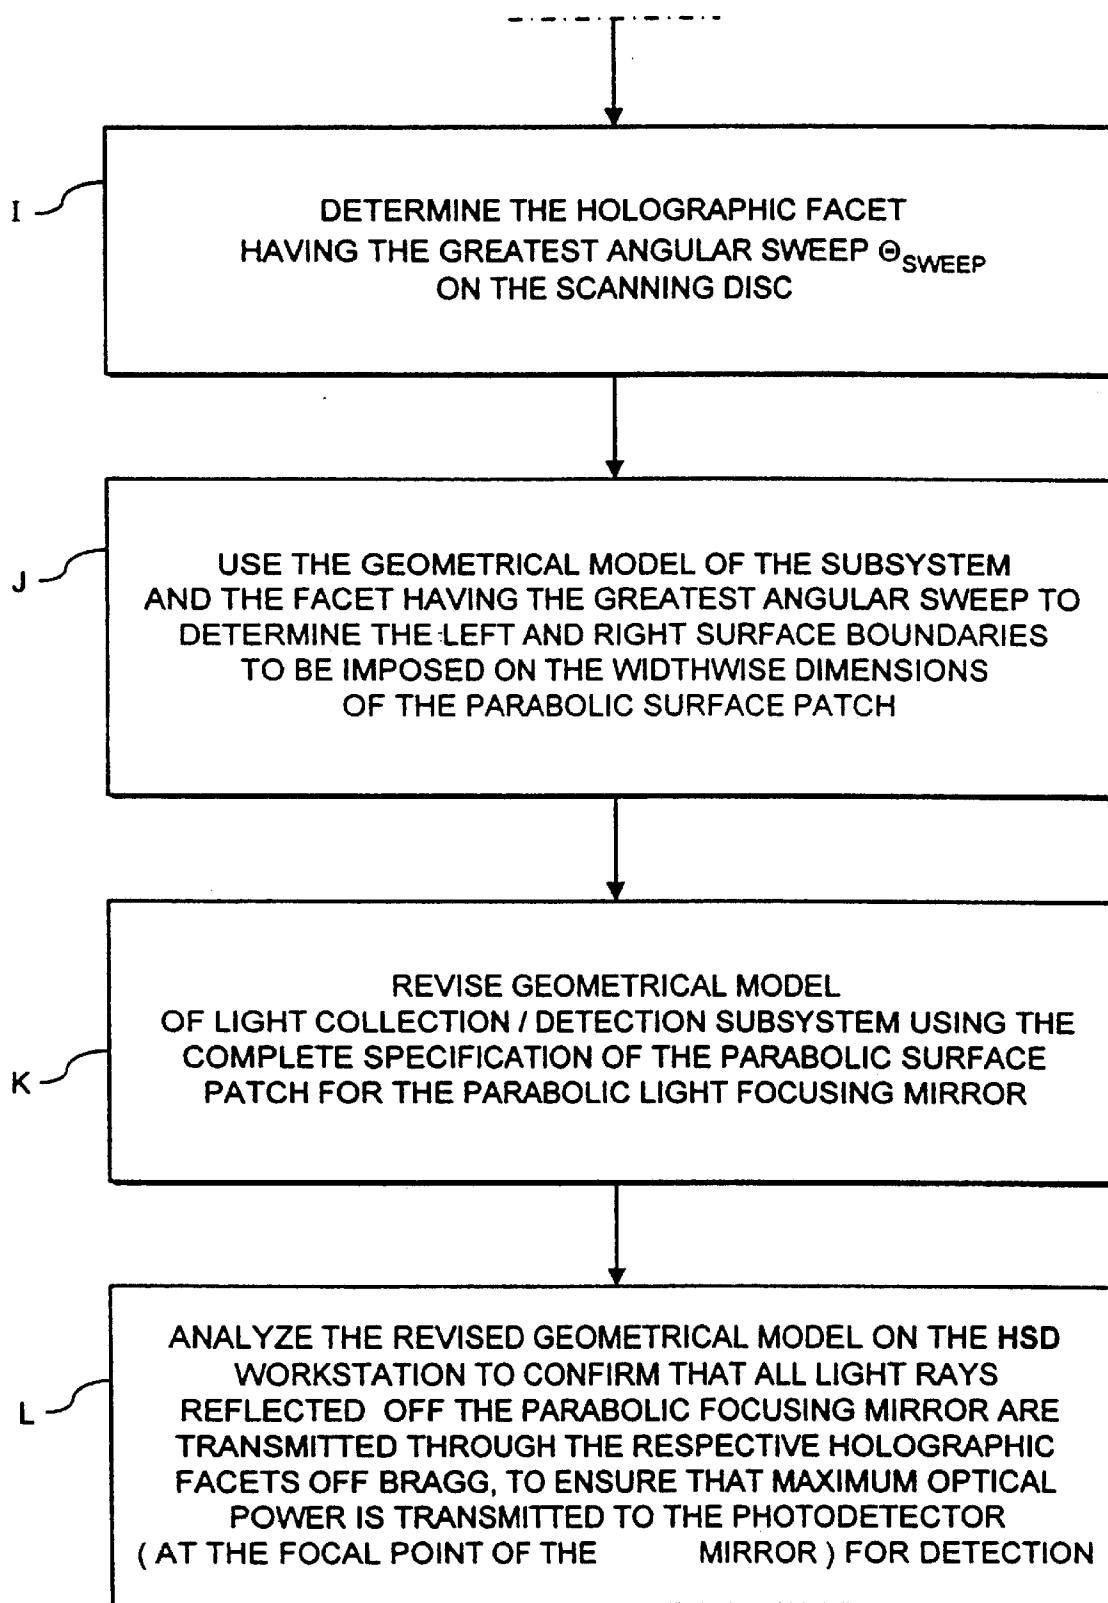 I
DETERMINE THE HOLOGRAPHIC FACET
HAVING THE GREATEST ANGULAR SWEEP ΘSWEEP
ON THE SCANNING DISC
J
USE THE GEOMETRICAL MODEL OF THE SUBSYSTEM
AND THE FACET HAVING THE GREATEST ANGULAR SWEEP TO
DETERMINE THE LEFT AND RIGHT SURFACE BOUNDARIES
TO BE IMPOSED ON THE WIDTHWISE DIMENSIONS
OF THE PARABOLIC SURFACE PATCH
K
REVISE GEOMETRICAL MODEL
OF LIGHT COLLECTION / DETECTION SUBSYSTEM USING THE
COMPLETE SPECIFICATION OF THE PARABOLIC SURFACE
PATCH FOR THE PARABOLIC LIGHT FOCUSING MIRROR
L
ANALYZE THE REVISED GEOMETRICAL MODEL ON THE HSD
WORKSTATION TO CONFIRM THAT ALL LIGHT RAYS
REFLECTED OFF THE PARABOLIC FOCUSING MIRROR ARE
TRANSMITTED THROUGH THE RESPECTIVE HOLOGRAPHIC
FACETS OFF BRAGG, TO ENSURE THAT MAXIMUM OPTICAL
POWER IS TRANSMITTED TO THE PHOTODETECTOR
( AT THE FOCAL POINT OF THE MIRROR ) FOR DETECTION